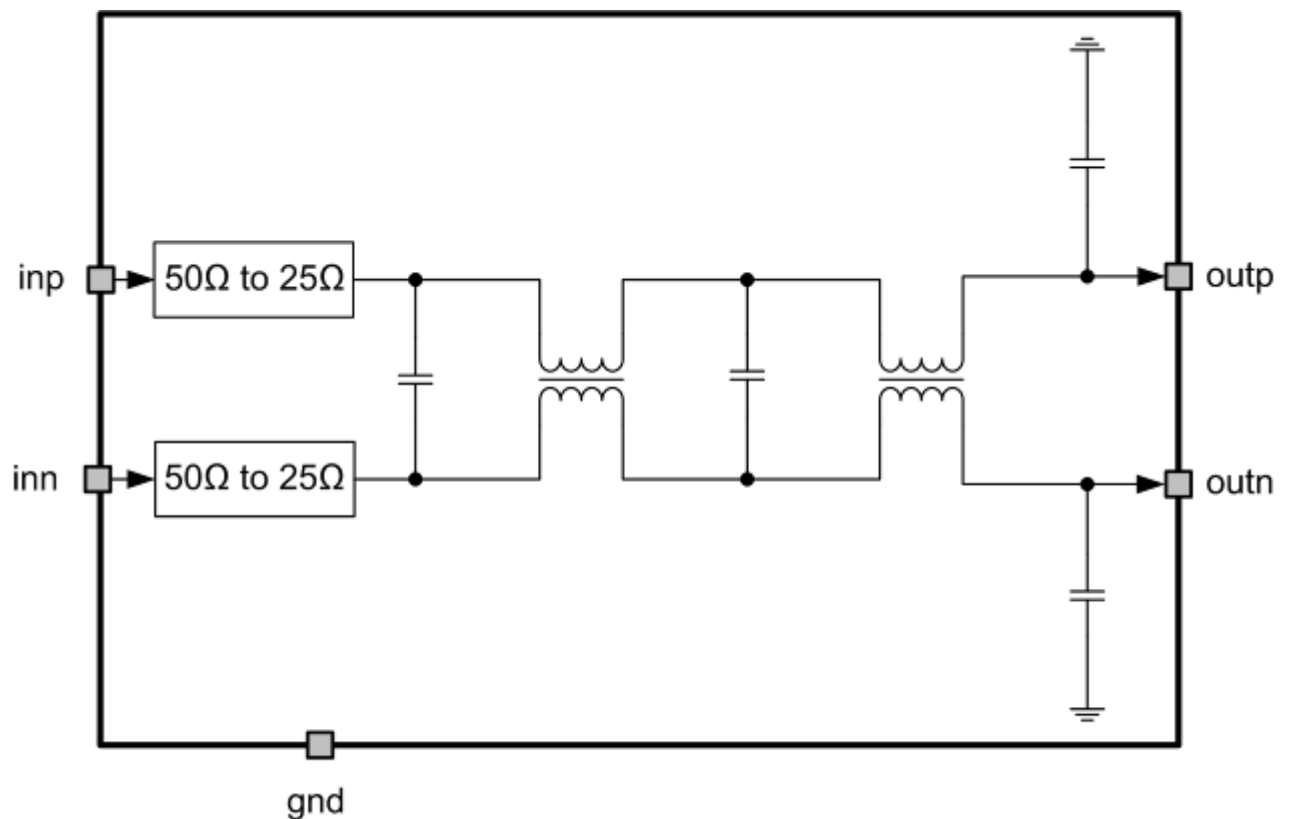 inp
50Ω to 25Ω
outp
inn
50Ω to 25Ω
outn
gnd